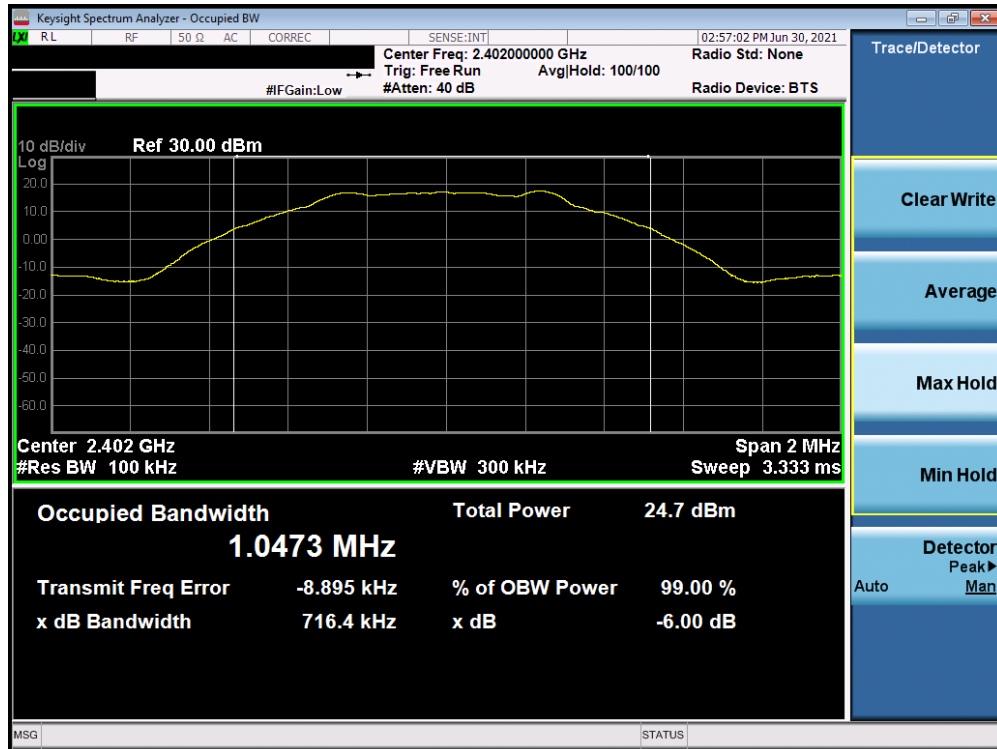 Keysight Spectrum Analyzer - Occupied BW
LXI RL RF 50 Ω AC CORREC SENSE:INT 02:57:02 PM Jun 30, 2021
Center Freq: 2.402000000 GHz Radio Std: None
Trig: Free Run Avg|Hold: 100/100
#IFGain:Low #Atten: 40 dB Radio Device: BTS
10 dB/div Ref 30.00 dBm
Log
20.0
10.0
0.00
-10.0
-20.0
-30.0
-40.0
-50.0
-60.0
Center 2.402 GHz Span 2 MHz
#Res BW 100 kHz #VBW 300 kHz Sweep 3.333 ms
Occupied Bandwidth Total Power 24.7 dBm
1.0473 MHz
Transmit Freq Error -8.895 kHz % of OBW Power 99.00 %
x dB Bandwidth 716.4 kHz x dB -6.00 dB
MSG STATUS
Trace/Detector
Clear Write
Average
Max Hold
Min Hold
Detector
Peak▶
Auto Man